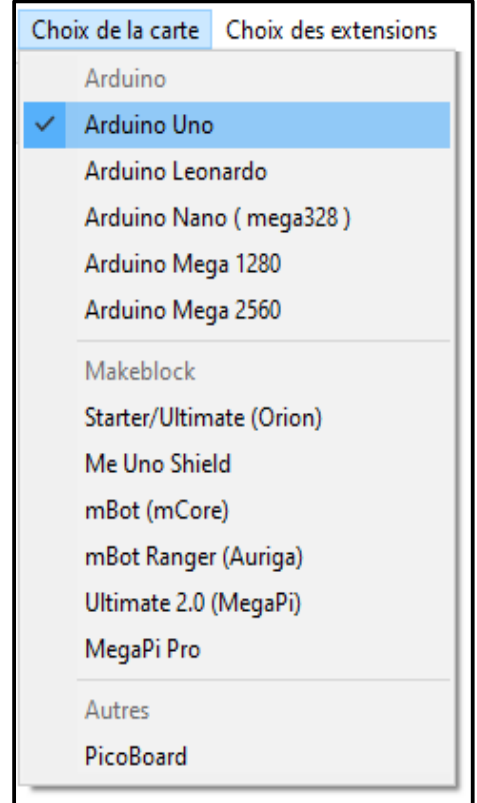 Choix de la carte Choix des extensions
Arduino
Arduino Uno
Arduino Leonardo
Arduino Nano ( mega328 )
Arduino Mega 1280
Arduino Mega 2560
Makeblock
Starter/Ultimate (Orion)
Me Uno Shield
mBot (mCore)
mBot Ranger (Auriga)
Ultimate 2.0 (MegaPi)
MegaPi Pro
Autres
PicoBoard